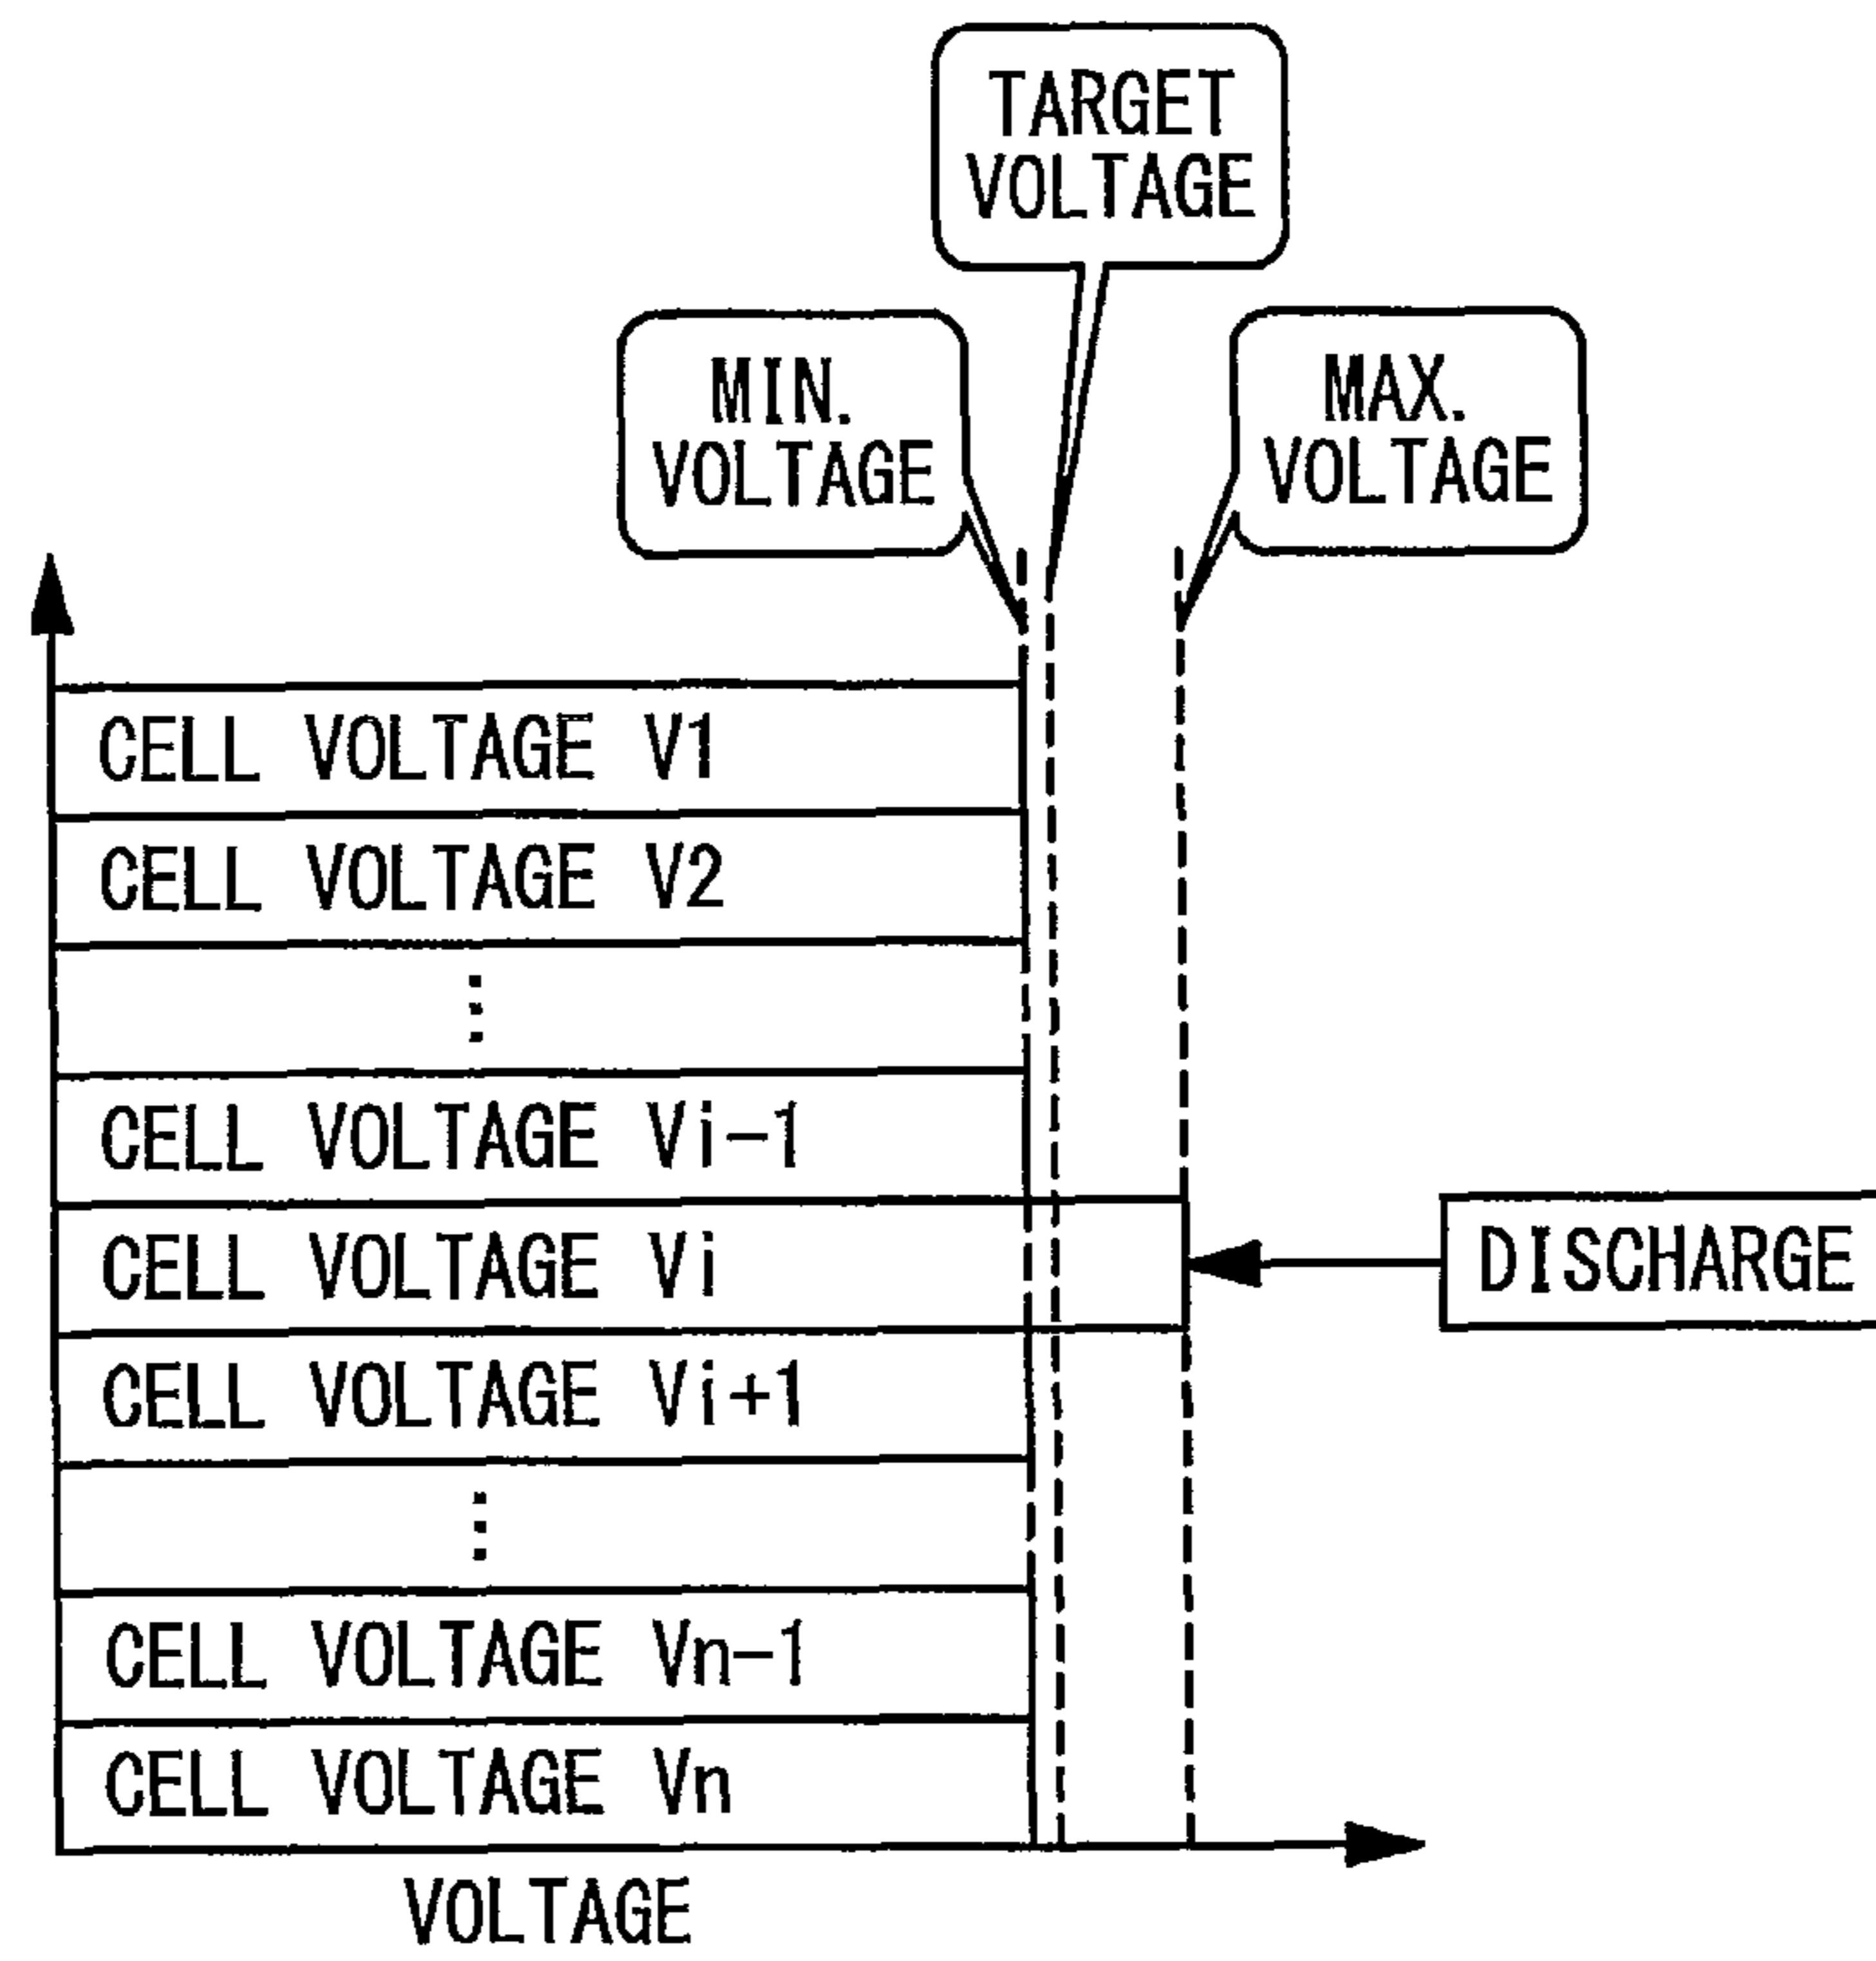 TARGET
VOLTAGE
MIN.
VOLTAGE
MAX.
VOLTAGE
CELL VOLTAGE V1
CELL VOLTAGE V2
⋮
CELL VOLTAGE Vi-1
CELL VOLTAGE Vi
DISCHARGE
CELL VOLTAGE Vi+1
⋮
CELL VOLTAGE Vn-1
CELL VOLTAGE Vn
VOLTAGE